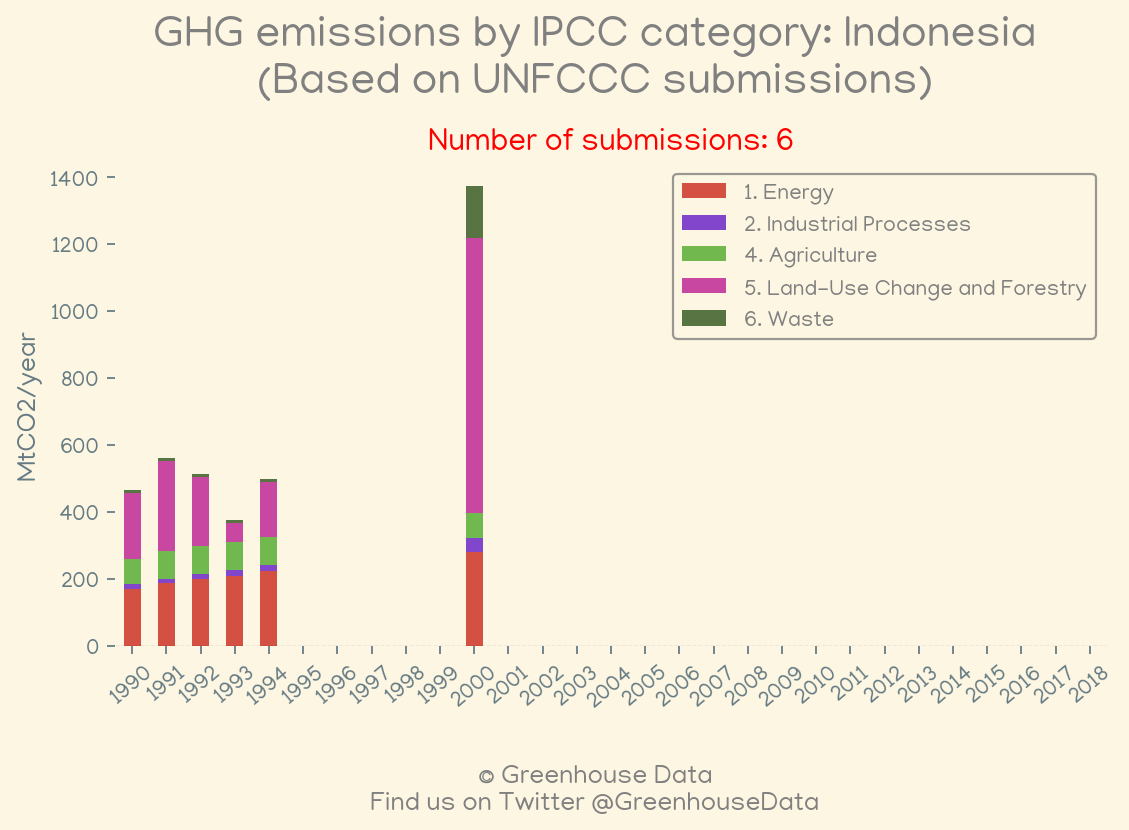 GHG emissions by IPCC category: Indonesia
(Based on UNFCCC submissions)
Number of submissions: 6
1. Energy
2. Industrial Processes
4. Agriculture
5. Land-Use Change and Forestry
6. Waste
MtCO2/year
1400
1200
1000
800
600
400
200
0
1990 1991 1992 1993 1994 1995 1996 1997 1998 1999 2000 2001 2002 2003 2004 2005 2006 2007 2008 2009 2010 2011 2012 2013 2014 2015 2016 2017 2018
© Greenhouse Data
Find us on Twitter @GreenhouseData